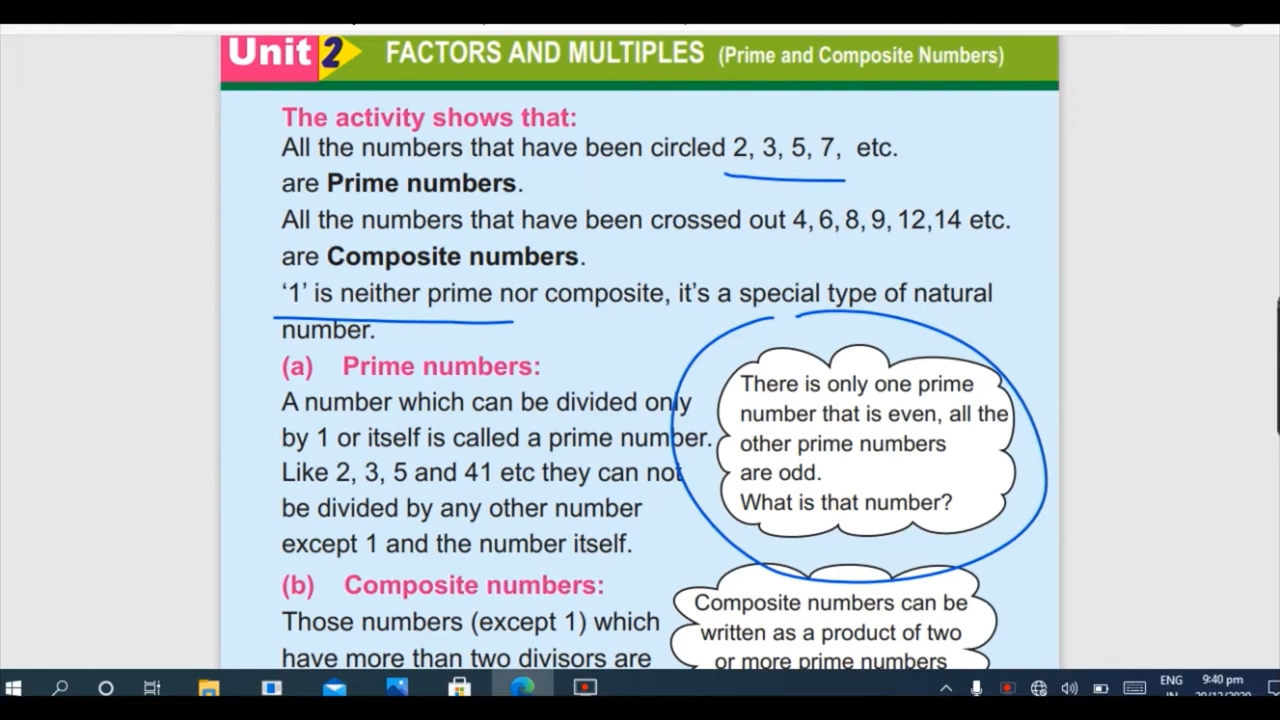 Unit 2 FACTORS AND MULTIPLES (Prime and Composite Numbers)
The activity shows that:
All the numbers that have been circled 2, 3, 5, 7, etc.
are Prime numbers.
All the numbers that have been crossed out 4, 6, 8, 9, 12,14 etc.
are Composite numbers.
‘1’ is neither prime nor composite, it’s a special type of natural
number.
(a) Prime numbers:
A number which can be divided only
by 1 or itself is called a prime number.
Like 2, 3, 5 and 41 etc they can not
be divided by any other number
except 1 and the number itself.
There is only one prime
number that is even, all the
other prime numbers
are odd.
What is that number?
(b) Composite numbers:
Those numbers (except 1) which
have more than two divisors are
Composite numbers can be
written as a product of two
or more prime numbers
ENG
IN
9:40 pm
20/12/2020